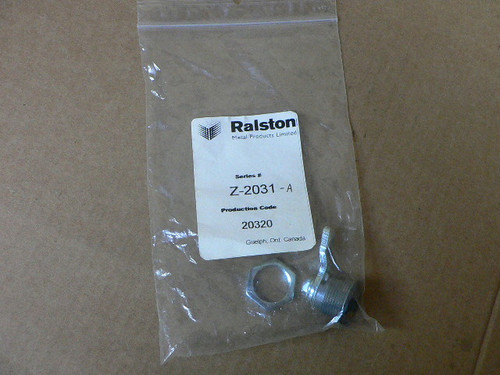 Ralston
Metal Products Limited
Series #
Z-2031 - A
Production Code
20320
Guelph, Ont. Canada